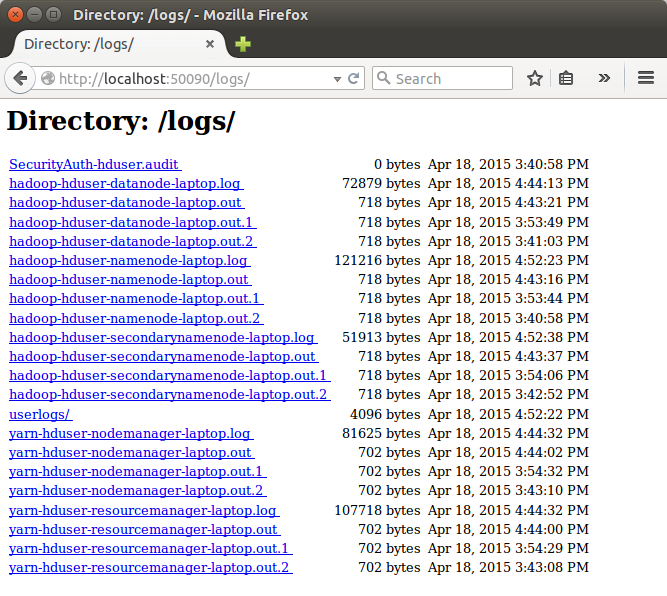 Directory: /logs/ - Mozilla Firefox
Directory: /logs/
http://localhost:50090/logs/
Search
Directory: /logs/
SecurityAuth-hduser.audit 0 bytes Apr 18, 2015 3:40:58 PM
hadoop-hduser-datanode-laptop.log 72879 bytes Apr 18, 2015 4:44:13 PM
hadoop-hduser-datanode-laptop.out 718 bytes Apr 18, 2015 4:43:21 PM
hadoop-hduser-datanode-laptop.out.1 718 bytes Apr 18, 2015 3:53:49 PM
hadoop-hduser-datanode-laptop.out.2 718 bytes Apr 18, 2015 3:41:03 PM
hadoop-hduser-namenode-laptop.log 121216 bytes Apr 18, 2015 4:52:23 PM
hadoop-hduser-namenode-laptop.out 718 bytes Apr 18, 2015 4:43:16 PM
hadoop-hduser-namenode-laptop.out.1 718 bytes Apr 18, 2015 3:53:44 PM
hadoop-hduser-namenode-laptop.out.2 718 bytes Apr 18, 2015 3:40:58 PM
hadoop-hduser-secondarynamenode-laptop.log 51913 bytes Apr 18, 2015 4:52:38 PM
hadoop-hduser-secondarynamenode-laptop.out 718 bytes Apr 18, 2015 4:43:37 PM
hadoop-hduser-secondarynamenode-laptop.out.1 718 bytes Apr 18, 2015 3:54:06 PM
hadoop-hduser-secondarynamenode-laptop.out.2 718 bytes Apr 18, 2015 3:42:52 PM
userlogs/ 4096 bytes Apr 18, 2015 4:52:22 PM
yarn-hduser-nodemanager-laptop.log 81625 bytes Apr 18, 2015 4:44:32 PM
yarn-hduser-nodemanager-laptop.out 702 bytes Apr 18, 2015 4:44:02 PM
yarn-hduser-nodemanager-laptop.out.1 702 bytes Apr 18, 2015 3:54:32 PM
yarn-hduser-nodemanager-laptop.out.2 702 bytes Apr 18, 2015 3:43:10 PM
yarn-hduser-resourcemanager-laptop.log 107718 bytes Apr 18, 2015 4:44:32 PM
yarn-hduser-resourcemanager-laptop.out 702 bytes Apr 18, 2015 4:44:00 PM
yarn-hduser-resourcemanager-laptop.out.1 702 bytes Apr 18, 2015 3:54:29 PM
yarn-hduser-resourcemanager-laptop.out.2 702 bytes Apr 18, 2015 3:43:08 PM